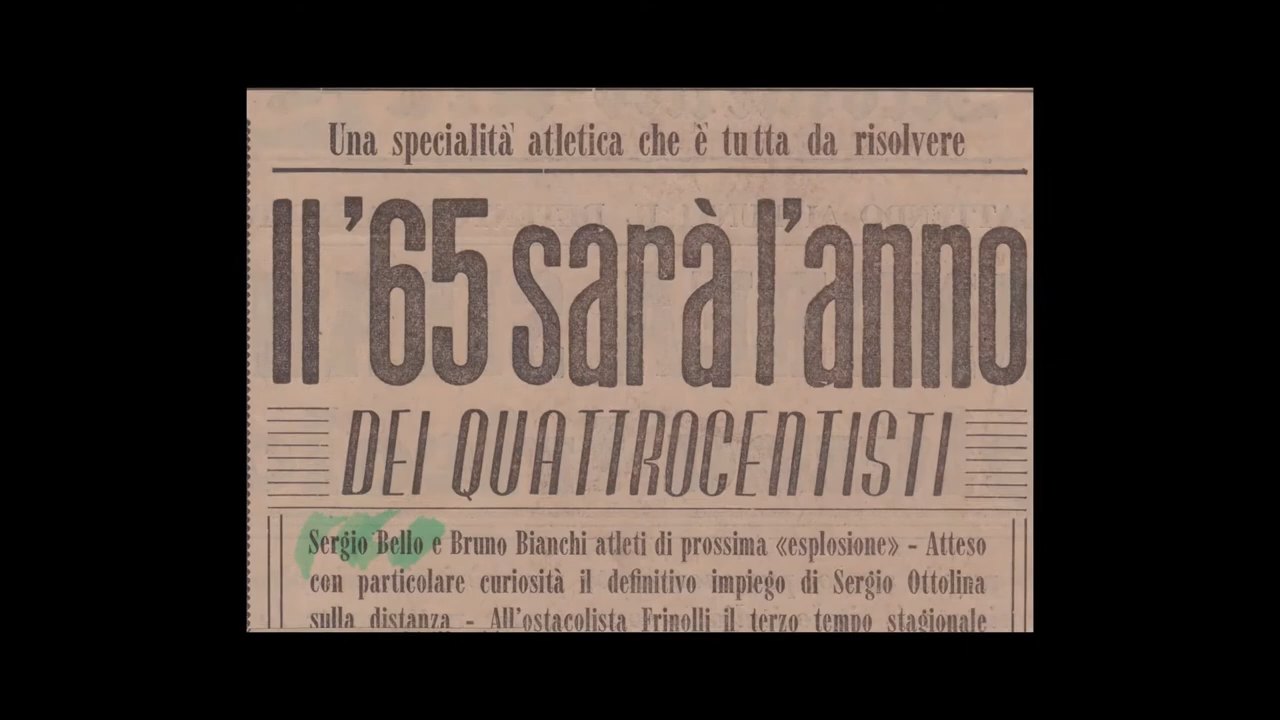 Una specialità atletica che è tutta da risolvere
Il '65 sarà l'anno
DEI QUATTROCENTISTI
Sergio Bello e Bruno Bianchi atleti di prossima «esplosione» - Atteso
con particolare curiosità il definitivo impiego di Sergio Ottolina
sulla distanza - All'ostacolista Frinolli il terzo tempo stagionale